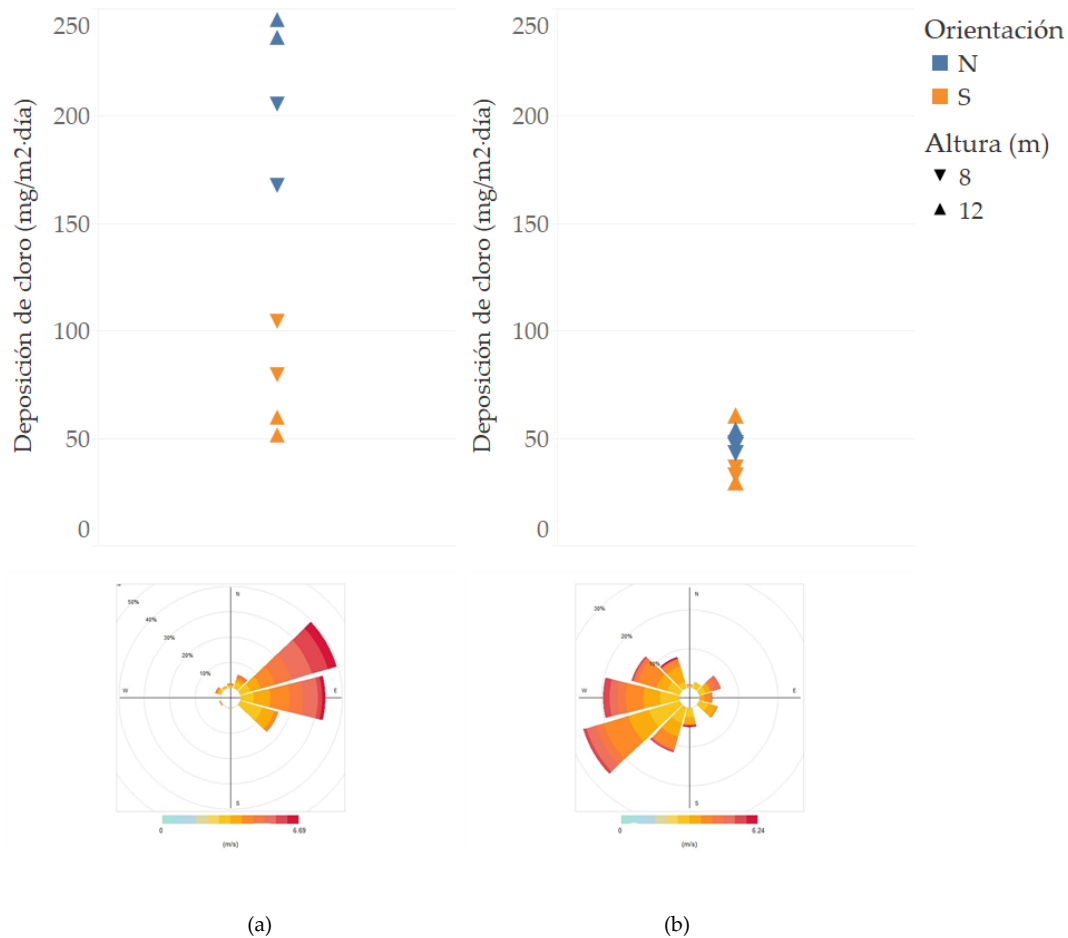 250
200
150
100
50
0
Deposición de cloro (mg/m2·día)
250
200
150
100
50
0
Deposición de cloro (mg/m2·día)
Orientación
N
S
Altura (m)
8
12
50%
40%
30%
20%
10%
N
W
E
S
0
6.69
(m/s)
30%
20%
10%
N
W
E
S
0
6.24
(m/s)
(a)
(b)